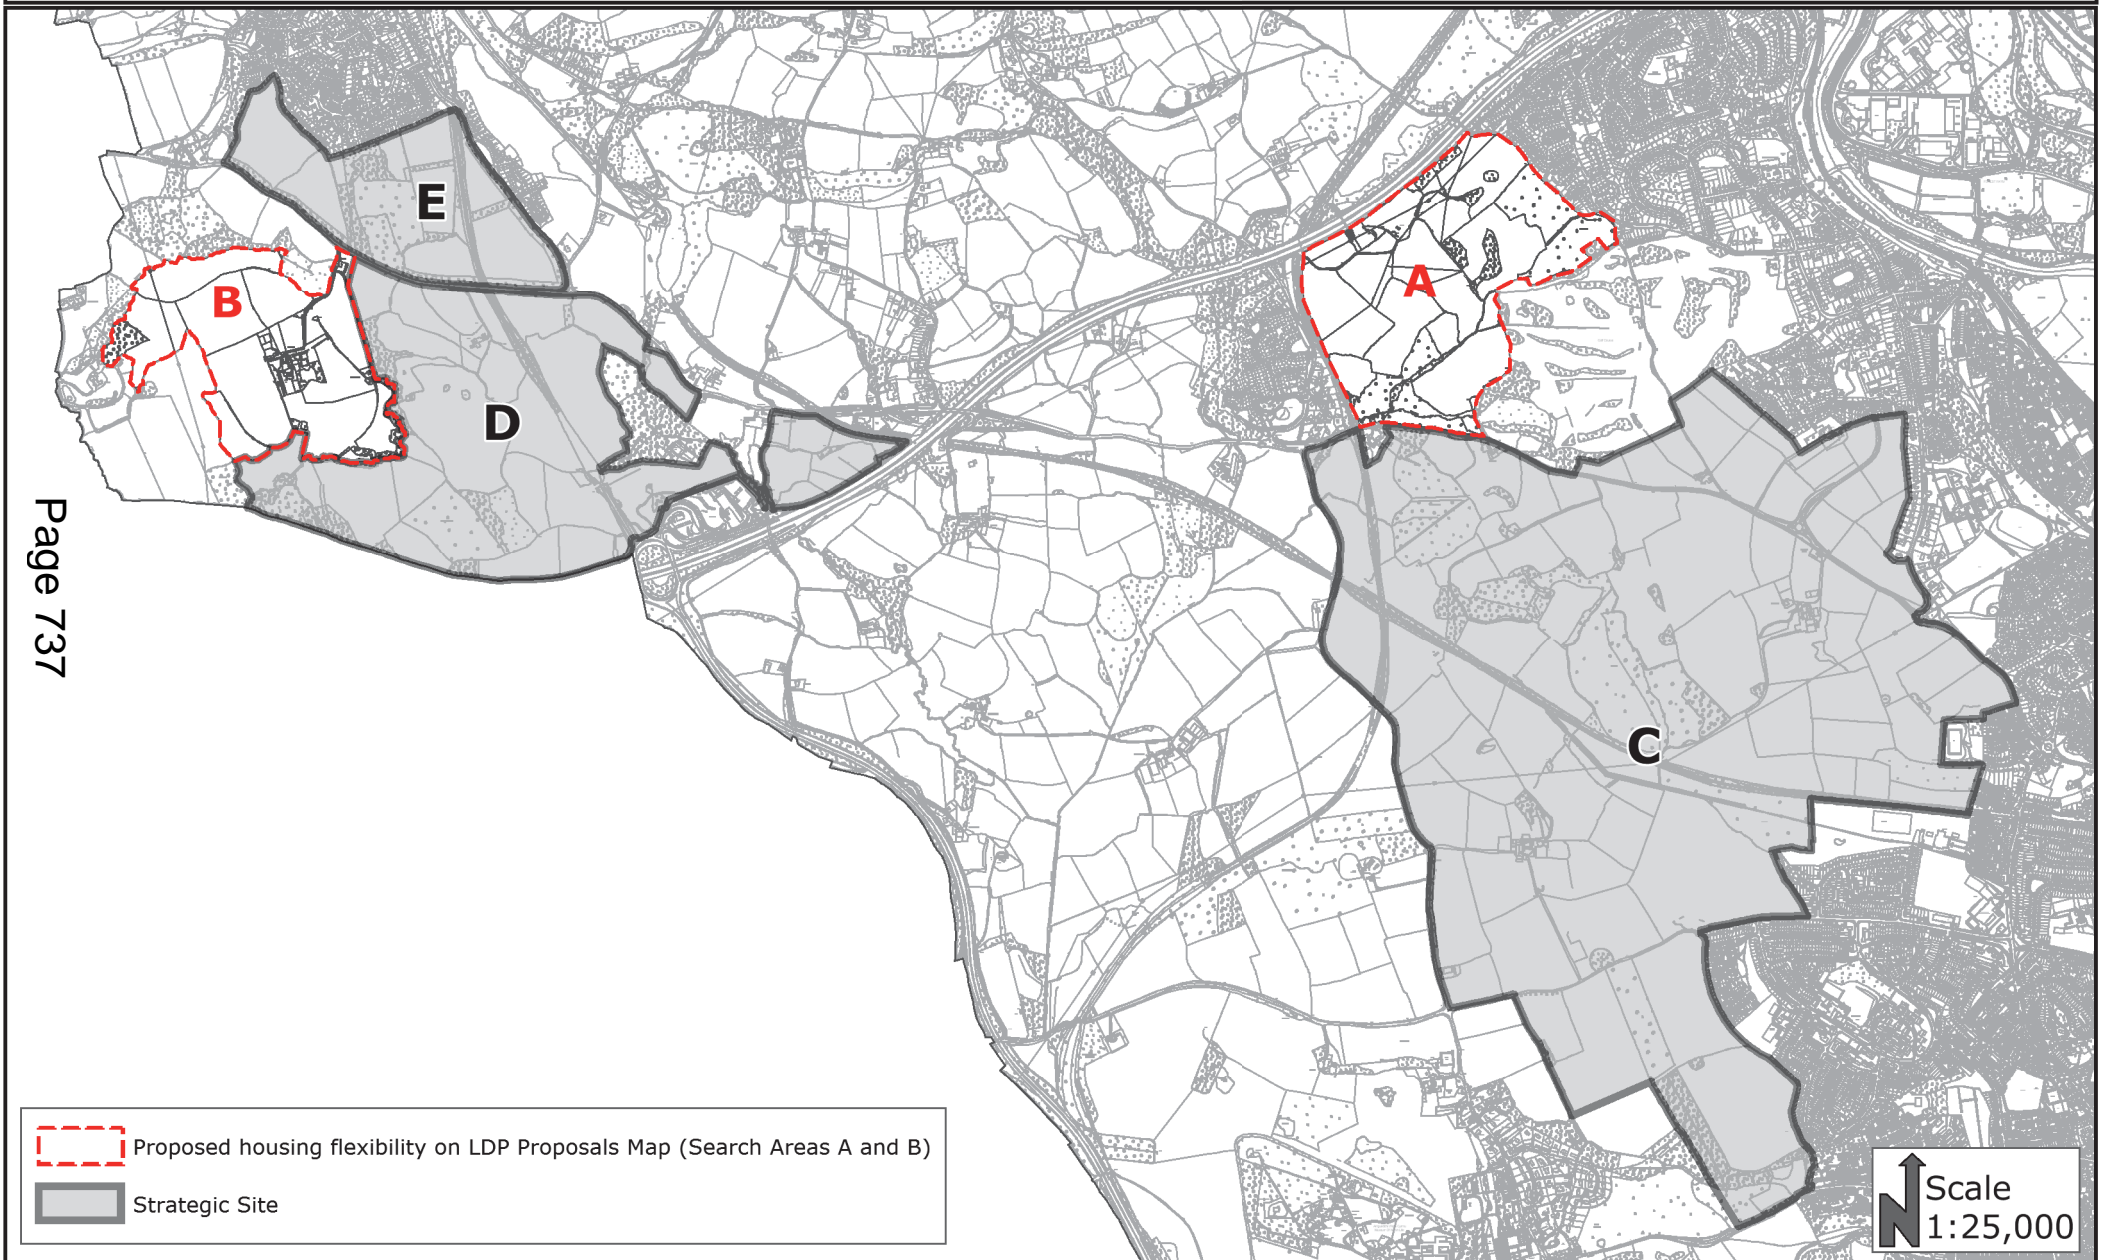 E
B
A
D
C
Page 737
Proposed housing flexibility on LDP Proposals Map (Search Areas A and B)
Strategic Site
N
Scale
1:25,000